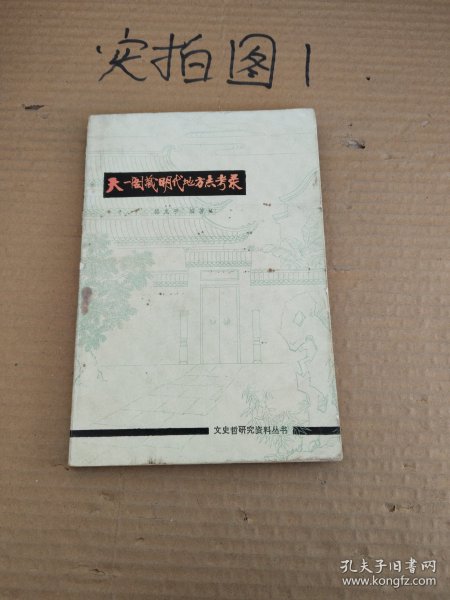 实拍图1
天一阁藏明代地方志考录
骆兆平 编著
文史哲研究资料丛书
孔夫子旧书网
www.kongfz.com